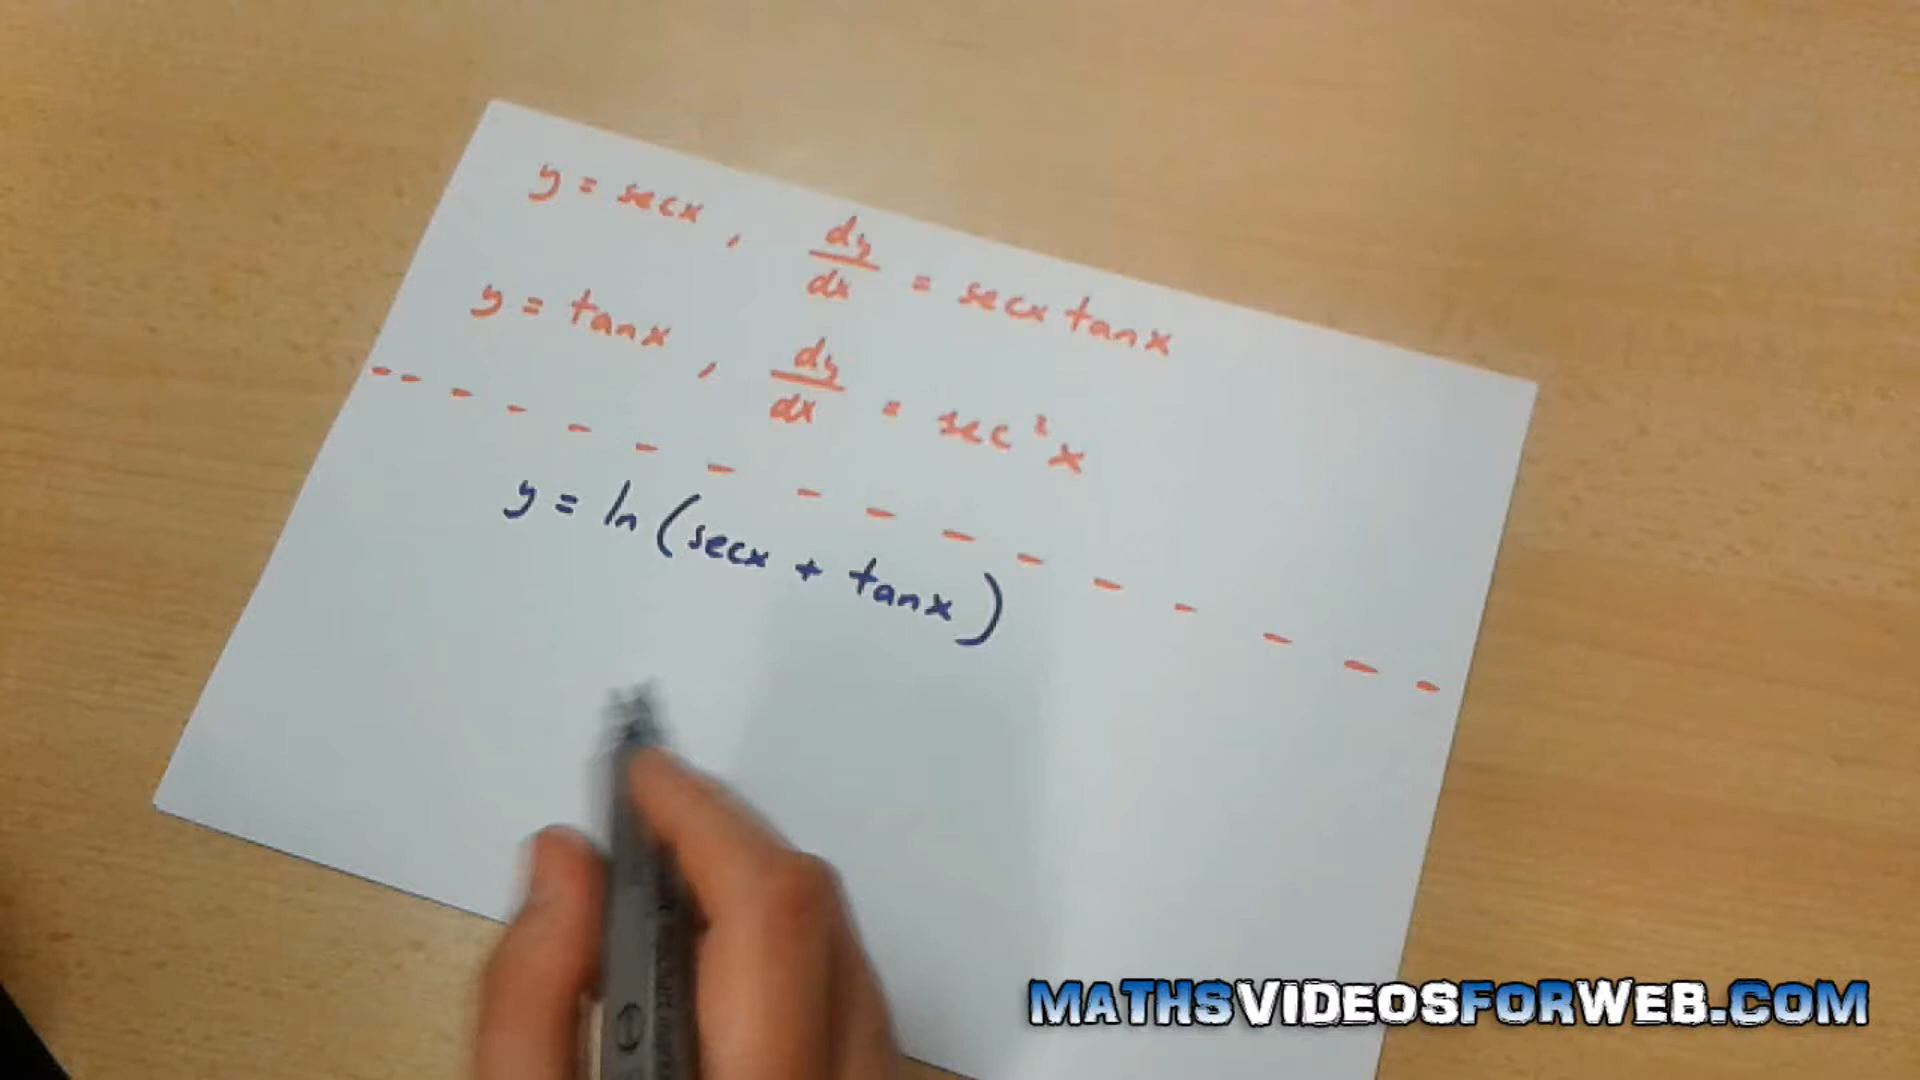 y = secx , dy/dx = secx tanx
y = tanx , dy/dx = sec²x
y = ln(secx + tanx)
MATHSVIDEOSFORWEB.COM